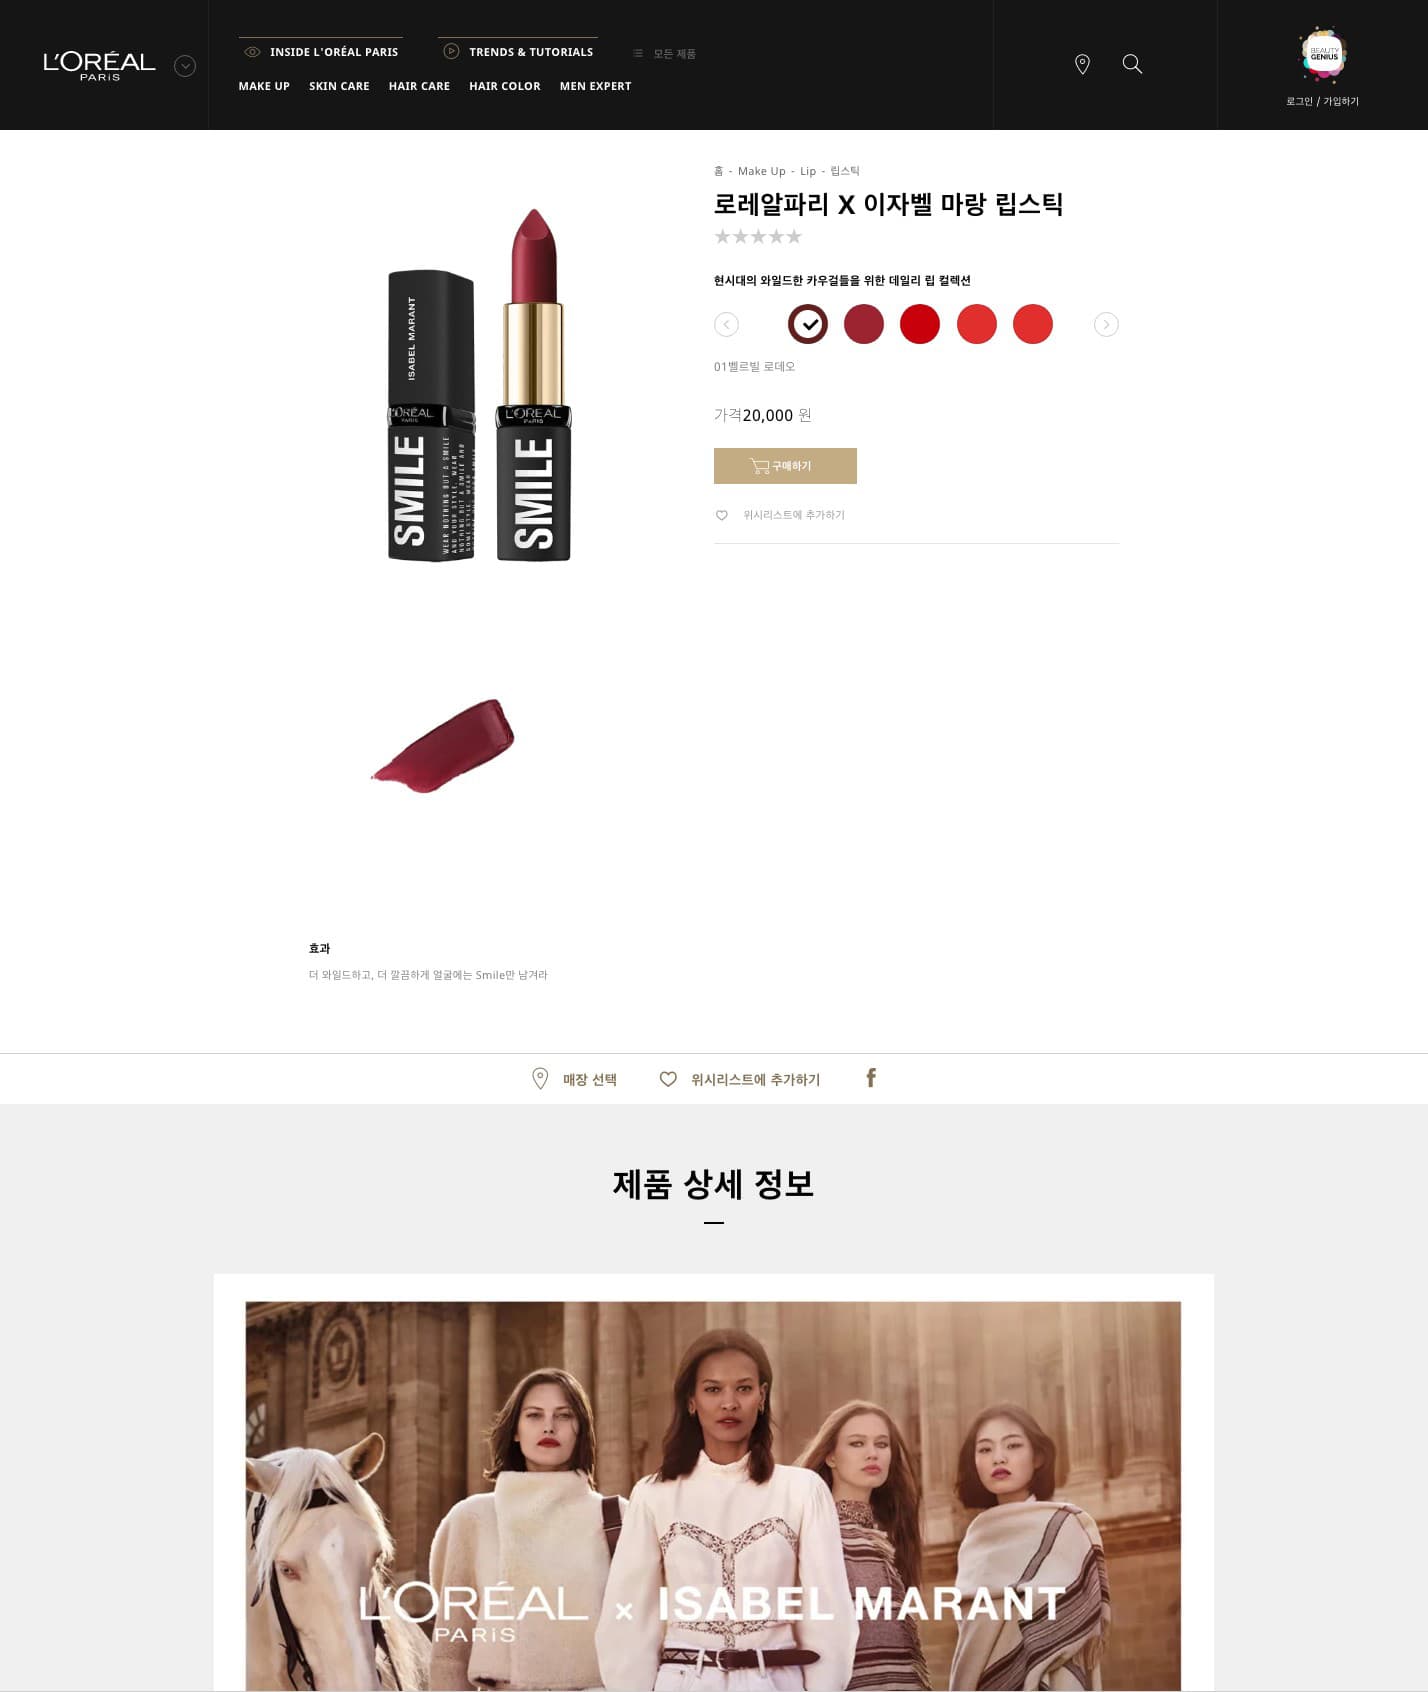 L'ORÉAL
PARiS
INSIDE L'ORÉAL PARIS
TRENDS & TUTORIALS
모든 제품
MAKE UP
SKIN CARE
HAIR CARE
HAIR COLOR
MEN EXPERT
BEAUTY
GENIUS
로그인 / 가입하기
홈 - Make Up - Lip - 립스틱
로레알파리 X 이자벨 마랑 립스틱
현시대의 와일드한 카우걸들을 위한 데일리 립 컬렉션
01벨르빌 로데오
가격20,000 원
구매하기
위시리스트에 추가하기
ISABEL MARANT
L'ORÉAL
PARiS
SMILE
WEAR NOTHING BUT A SMILE
AND YOUR STYLE. WEAR
NOTHING BUT A SMILE AND
L'ORÉAL
PARiS
SMILE
효과
더 와일드하고, 더 깔끔하게 얼굴에는 Smile만 남겨라
매장 선택
위시리스트에 추가하기
제품 상세 정보
L'ORÉAL
PARiS
× ISABEL MARANT